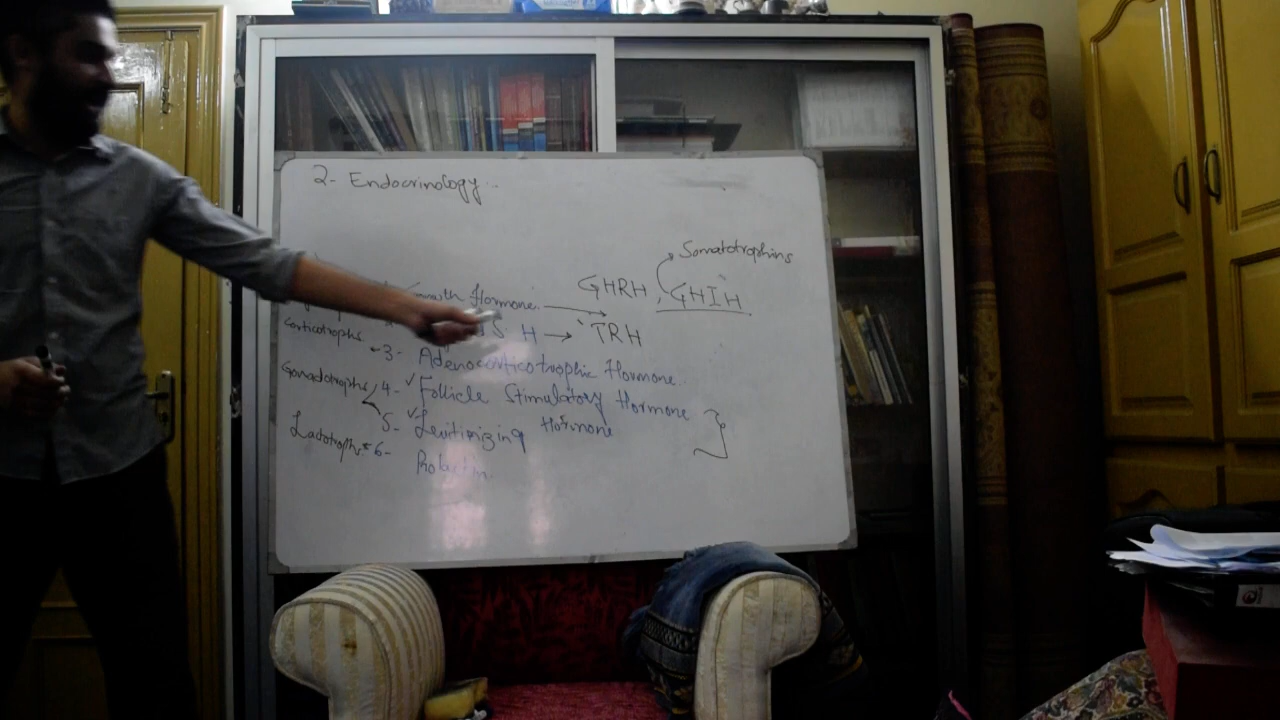 2- Endocrinology
Somatotrophins
Hormone → GHRH, GHIH
S H → TRH
Corticotrophs 3- Adenocorticotrophic Hormone
Gonadotrophs 4- ✓ Follicle Stimulatory Hormone
5- ✓ Leutinizing Hormone
Lactotrophs 6- Prolactin